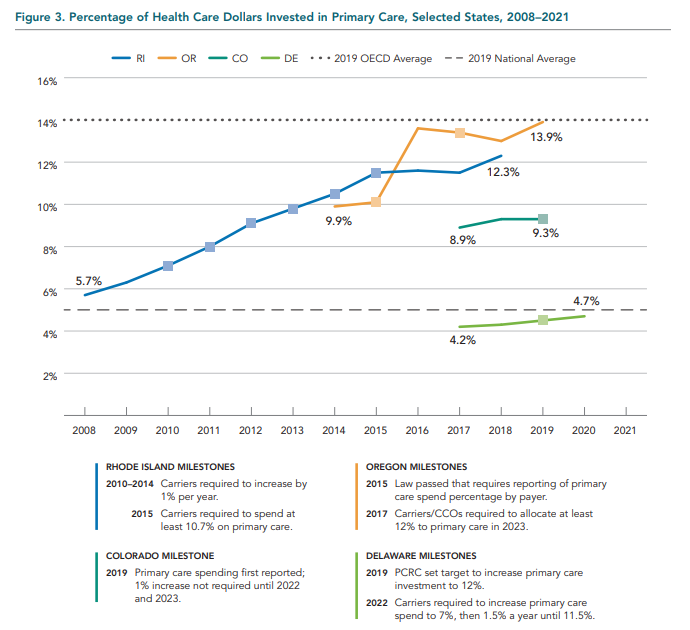 Figure 3. Percentage of Health Care Dollars Invested in Primary Care, Selected States, 2008–2021
RI OR CO DE 2019 OECD Average 2019 National Average
16%
14%
13.9%
12%
12.3%
10%
9.9%
9.3%
8.9%
8%
5.7%
6%
4.7%
4%
4.2%
2%
2008 2009 2010 2011 2012 2013 2014 2015 2016 2017 2018 2019 2020 2021
RHODE ISLAND MILESTONES
2010–2014 Carriers required to increase by
1% per year.
2015 Carriers required to spend at
least 10.7% on primary care.
OREGON MILESTONES
2015 Law passed that requires reporting of primary
care spend percentage by payer.
2017 Carriers/CCOs required to allocate at least
12% to primary care in 2023.
COLORADO MILESTONE
2019 Primary care spending first reported;
1% increase not required until 2022
and 2023.
DELAWARE MILESTONES
2019 PCRC set target to increase primary care
investment to 12%.
2022 Carriers required to increase primary care
spend to 7%, then 1.5% a year until 11.5%.